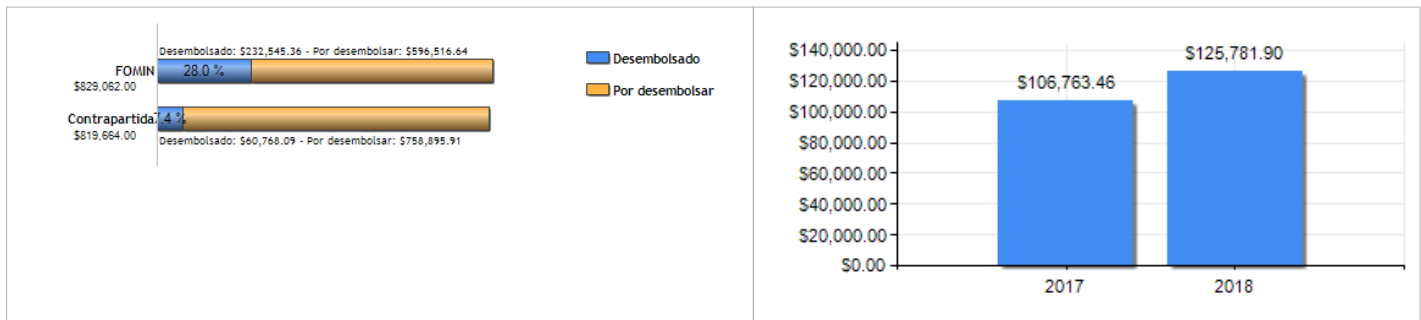 Desembolsado: $232,545.36 - Por desembolsar: $596,516.64
FOMIN
28.0 %
$829,062.00
Contrapartida
7.4 %
$819,664.00
Desembolsado: $60,768.09 - Por desembolsar: $758,895.91
Desembolsado
Por desembolsar
$140,000.00
$120,000.00
$100,000.00
$80,000.00
$60,000.00
$40,000.00
$20,000.00
$0.00
$106,763.46
$125,781.90
2017
2018